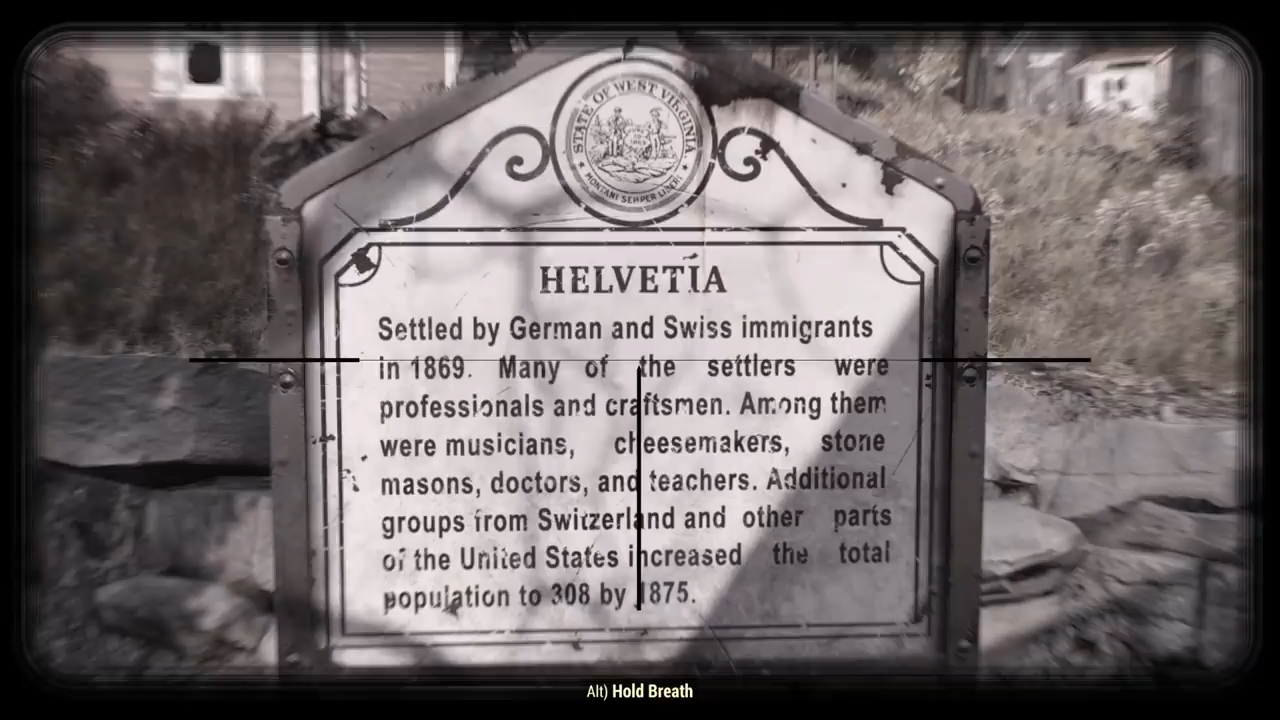 STATE OF WEST VIRGINIA
MONTANI SEMPER LIBERI
HELVETIA
Settled by German and Swiss immigrants
in 1869. Many of the settlers were
professionals and craftsmen. Among them
were musicians, cheesemakers, stone
masons, doctors, and teachers. Additional
groups from Switzerland and other parts
of the United States increased the total
population to 308 by 1875.
Alt) Hold Breath